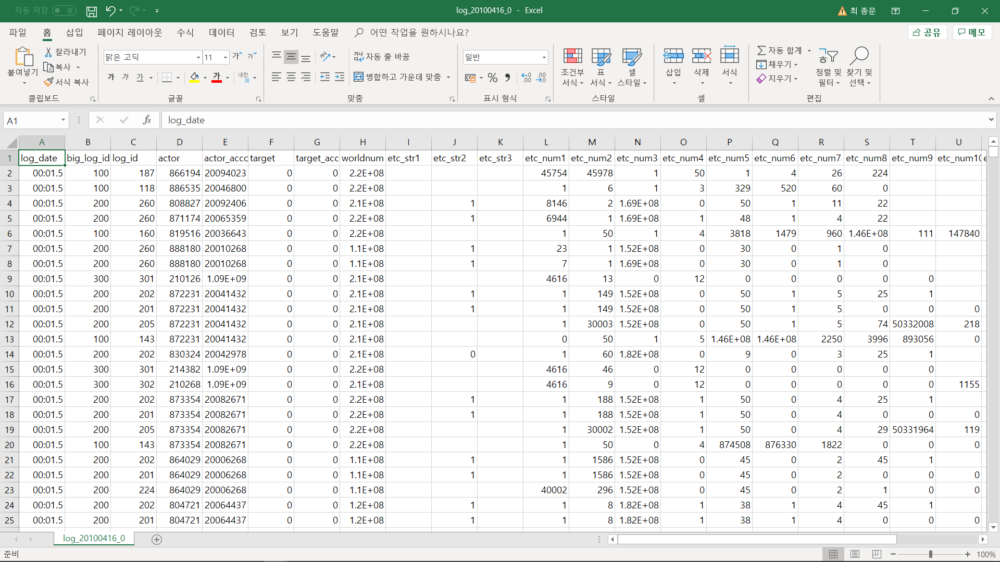 자동 저장 끔 log_20100416_0 - Excel 최 종문
파일 홈 삽입 페이지 레이아웃 수식 데이터 검토 보기 도움말 어떤 작업을 원하시나요? 공유 메모
붙여넣기 잘라내기 복사 서식 복사
클립보드
맑은 고딕 11 가 가
가 가 가 가 내천
글꼴
자동 줄 바꿈
병합하고 가운데 맞춤
맞춤
일반
% , .00 .00
표시 형식
조건부 서식 표 서식 셀 스타일
스타일
삽입 삭제 서식
셀
자동 합계 채우기 지우기 정렬 및 필터 찾기 및 선택
편집
A1 fx log_date
A B C D E F G H I J K L M N O P Q R S T U
1 log_date big_log_id log_id actor actor_acco target target_acc worldnum etc_str1 etc_str2 etc_str3 etc_num1 etc_num2 etc_num3 etc_num4 etc_num5 etc_num6 etc_num7 etc_num8 etc_num9 etc_num10 e
2 00:01.5 100 187 866194 20094023 0 0 2.2E+08 45754 45978 1 50 1 4 26 224
3 00:01.5 100 118 886535 20046800 0 0 2.2E+08 1 6 1 3 329 520 60 0
4 00:01.5 200 260 808827 20092406 0 0 2.1E+08 1 8146 2 1.69E+08 0 50 1 11 22
5 00:01.5 200 260 871174 20065359 0 0 2.2E+08 1 6944 1 1.69E+08 1 48 1 4 22
6 00:01.5 100 160 819516 20036643 0 0 2.2E+08 1 50 1 4 3818 1479 960 1.46E+08 111 147840
7 00:01.5 200 260 888180 20010268 0 0 1.1E+08 1 23 1 1.52E+08 0 30 0 1 0
8 00:01.5 200 260 888180 20010268 0 0 1.1E+08 1 7 1 1.69E+08 0 30 0 1 0
9 00:01.5 300 301 210126 1.09E+09 0 0 2.1E+08 4616 13 0 12 0 0 0 0 0
10 00:01.5 200 202 872231 20041432 0 0 2.1E+08 1 1 149 1.52E+08 0 50 1 5 25 1
11 00:01.5 200 201 872231 20041432 0 0 2.1E+08 1 1 149 1.52E+08 0 50 1 5 0 0 0
12 00:01.5 200 205 872231 20041432 0 0 2.1E+08 1 30003 1.52E+08 0 50 1 5 74 50332008 218
13 00:01.5 100 143 872231 20041432 0 0 2.1E+08 0 50 1 5 1.46E+08 1.46E+08 2250 3996 893056 0
14 00:01.5 200 202 830324 20042978 0 0 2.1E+08 0 1 60 1.82E+08 0 9 0 3 25 1
15 00:01.5 300 301 214382 1.09E+09 0 0 2.2E+08 4616 46 0 12 0 0 0 0 0
16 00:01.5 300 302 210268 1.09E+09 0 0 2.1E+08 4616 9 0 12 0 0 0 0 0 1155
17 00:01.5 200 202 873354 20082671 0 0 2.2E+08 1 1 188 1.52E+08 1 50 0 4 25 1
18 00:01.5 200 201 873354 20082671 0 0 2.2E+08 1 1 188 1.52E+08 1 50 0 4 0 0 0
19 00:01.5 200 205 873354 20082671 0 0 2.2E+08 1 30002 1.52E+08 1 50 0 4 29 50331964 119
20 00:01.5 100 143 873354 20082671 0 0 2.2E+08 1 50 0 4 874508 876330 1822 0 0 0
21 00:01.5 200 202 864029 20006268 0 0 1.1E+08 1 1 1586 1.52E+08 0 45 0 2 45 1
22 00:01.5 200 201 864029 20006268 0 0 1.1E+08 1 1 1586 1.52E+08 0 45 0 2 0 0 0
23 00:01.5 200 224 864029 20006268 0 0 1.1E+08 40002 296 1.52E+08 0 45 0 2 1 0 0
24 00:01.5 200 202 804721 20064437 0 0 1.2E+08 1 1 8 1.82E+08 1 38 1 4 45 1
25 00:01.5 200 201 804721 20064437 0 0 1.2E+08 1 1 8 1.82E+08 1 38 1 4 0 0 0
log_20100416_0
준비 100%